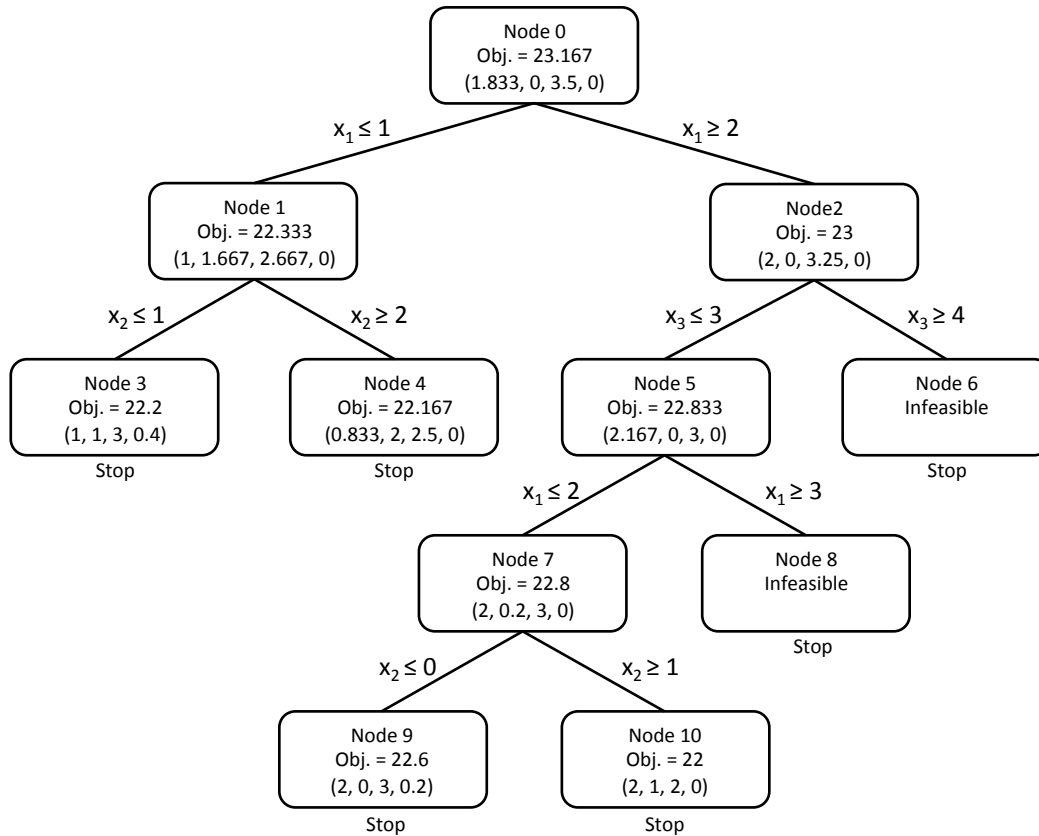 Node 0
Obj. = 23.167
(1.833, 0, 3.5, 0)
x₁ ≤ 1
x₁ ≥ 2
Node 1
Obj. = 22.333
(1, 1.667, 2.667, 0)
Node2
Obj. = 23
(2, 0, 3.25, 0)
x₂ ≤ 1
x₂ ≥ 2
x₃ ≤ 3
x₃ ≥ 4
Node 3
Obj. = 22.2
(1, 1, 3, 0.4)
Stop
Node 4
Obj. = 22.167
(0.833, 2, 2.5, 0)
Stop
Node 5
Obj. = 22.833
(2.167, 0, 3, 0)
Node 6
Infeasible
Stop
x₁ ≤ 2
x₁ ≥ 3
Node 7
Obj. = 22.8
(2, 0.2, 3, 0)
Node 8
Infeasible
Stop
x₂ ≤ 0
x₂ ≥ 1
Node 9
Obj. = 22.6
(2, 0, 3, 0.2)
Stop
Node 10
Obj. = 22
(2, 1, 2, 0)
Stop